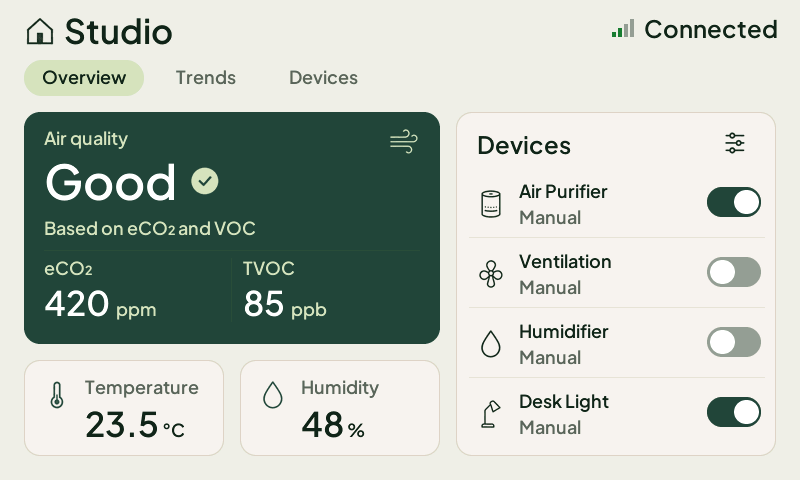 Studio
Connected
Overview
Trends
Devices
Air quality
Good
Based on eCO₂ and VOC
eCO₂
TVOC
420 ppm
85 ppb
Temperature
23.5 °C
Humidity
48 %
Devices
Air Purifier
Manual
Ventilation
Manual
Humidifier
Manual
Desk Light
Manual